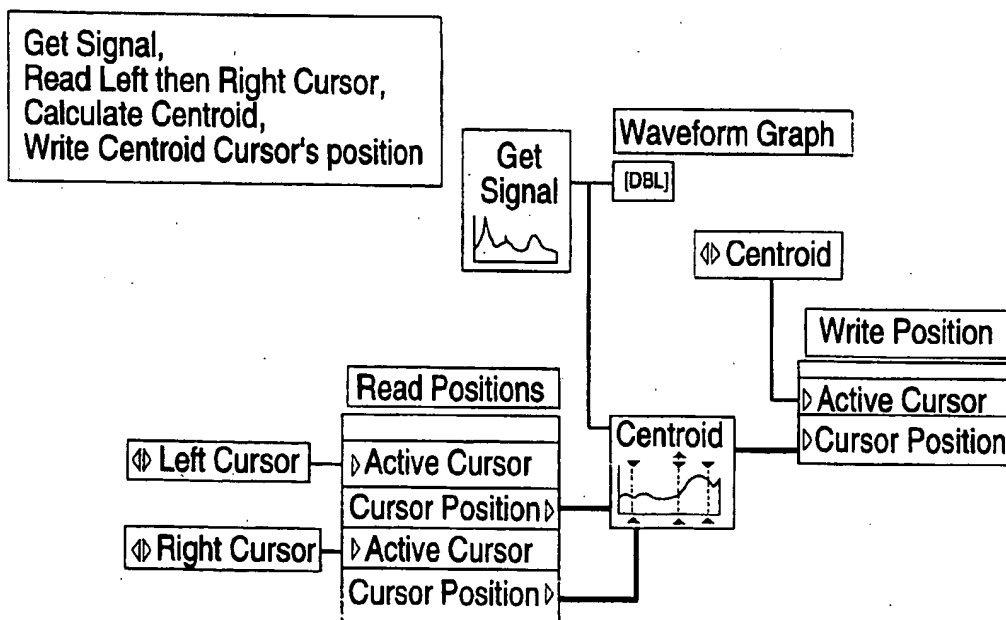 Get Signal,
Read Left then Right Cursor,
Calculate Centroid,
Write Centroid Cursor's position
Get
Signal
Waveform Graph
[DBL]
Centroid
Write Position
Active Cursor
Cursor Position
Read Positions
Left Cursor
Active Cursor
Cursor Position
Right Cursor
Active Cursor
Cursor Position
Centroid